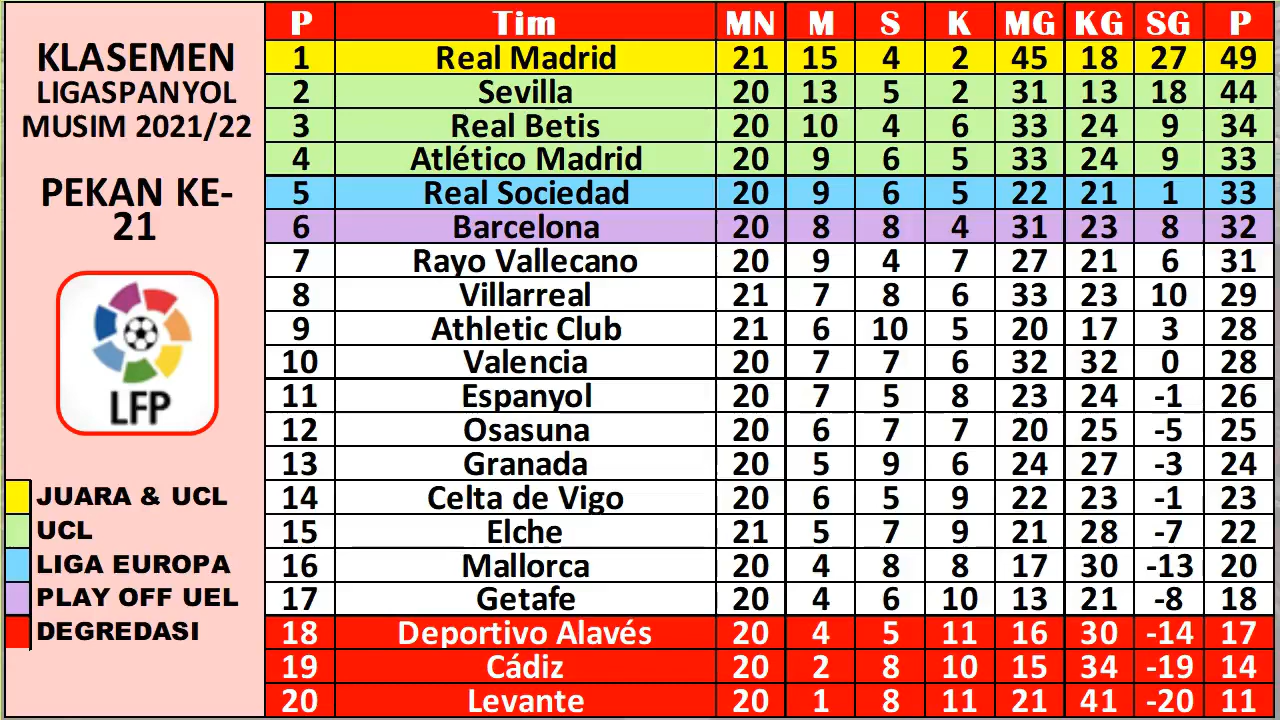 KLASEMEN
LIGASPANYOL
MUSIM 2021/22
PEKAN KE-
21
LFP
JUARA & UCL
UCL
LIGA EUROPA
PLAY OFF UEL
DEGREDASI
P Tim MN M S K MG KG SG P
1 Real Madrid 21 15 4 2 45 18 27 49
2 Sevilla 20 13 5 2 31 13 18 44
3 Real Betis 20 10 4 6 33 24 9 34
4 Atlético Madrid 20 9 6 5 33 24 9 33
5 Real Sociedad 20 9 6 5 22 21 1 33
6 Barcelona 20 8 8 4 31 23 8 32
7 Rayo Vallecano 20 9 4 7 27 21 6 31
8 Villarreal 21 7 8 6 33 23 10 29
9 Athletic Club 21 6 10 5 20 17 3 28
10 Valencia 20 7 7 6 32 32 0 28
11 Espanyol 20 7 5 8 23 24 -1 26
12 Osasuna 20 6 7 7 20 25 -5 25
13 Granada 20 5 9 6 24 27 -3 24
14 Celta de Vigo 20 6 5 9 22 23 -1 23
15 Elche 21 5 7 9 21 28 -7 22
16 Mallorca 20 4 8 8 17 30 -13 20
17 Getafe 20 4 6 10 13 21 -8 18
18 Deportivo Alavés 20 4 5 11 16 30 -14 17
19 Cádiz 20 2 8 10 15 34 -19 14
20 Levante 20 1 8 11 21 41 -20 11